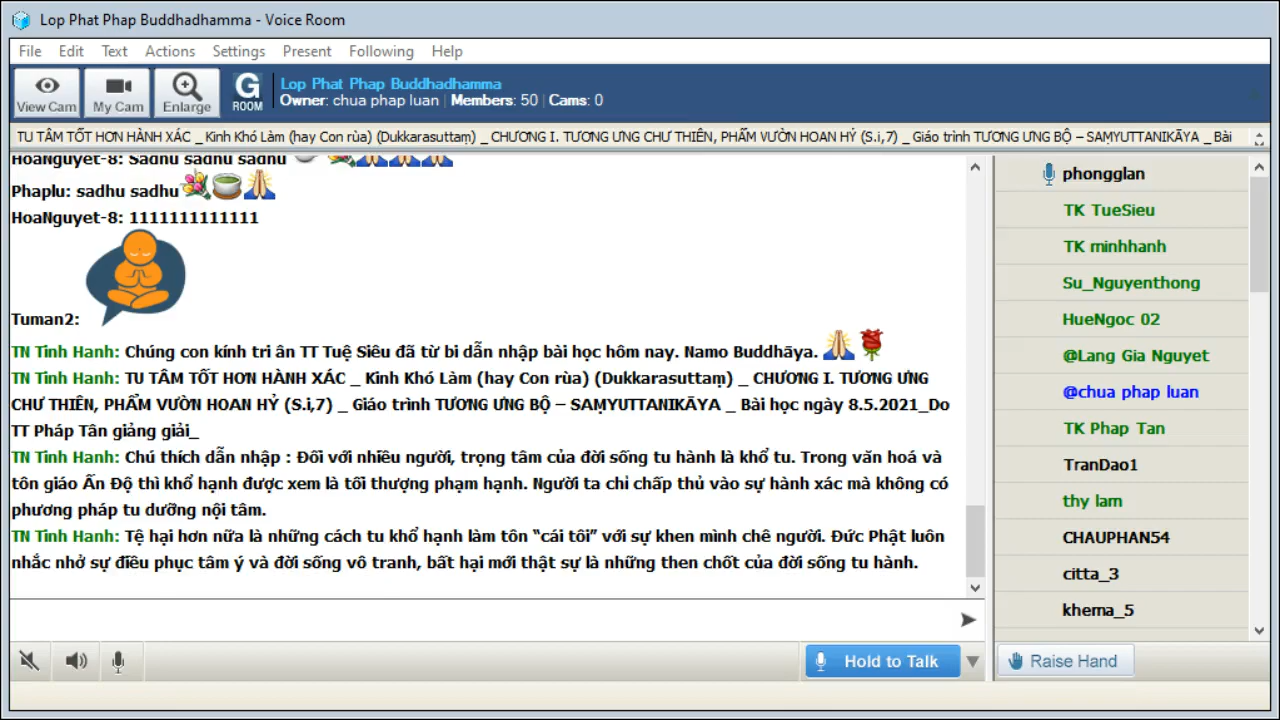 Lop Phat Phap Buddhadhamma - Voice Room
File Edit Text Actions Settings Present Following Help
View Cam My Cam Enlarge G ROOM
Lop Phat Phap Buddhadhamma
Owner: chua phap luan | Members: 50 | Cams: 0
TU TÂM TỐT HƠN HÀNH XÁC _ Kinh Khó Làm (hay Con rùa) (Dukkarasuttaṃ) _ CHƯƠNG I. TƯƠNG ƯNG CHƯ THIÊN, PHẨM VƯỜN HOAN HỶ (S.i,7) _ Giáo trình TƯƠNG ƯNG BỘ – SAṂYUTTANIKĀYA _ Bài
HoaNguyet-8: Sadhu sadhu sadhu
Phaplu: sadhu sadhu
HoaNguyet-8: 1111111111111
Tuman2:
TN Tinh Hanh: Chúng con kính tri ân TT Tuệ Siêu đã từ bi dẫn nhập bài học hôm nay. Namo Buddhāya.
TN Tinh Hanh: TU TÂM TỐT HƠN HÀNH XÁC _ Kinh Khó Làm (hay Con rùa) (Dukkarasuttaṃ) _ CHƯƠNG I. TƯƠNG ƯNG
CHƯ THIÊN, PHẨM VƯỜN HOAN HỶ (S.i,7) _ Giáo trình TƯƠNG ƯNG BỘ – SAṂYUTTANIKĀYA _ Bài học ngày 8.5.2021_Do
TT Pháp Tân giảng giải_
TN Tinh Hanh: Chú thích dẫn nhập : Đối với nhiều người, trọng tâm của đời sống tu hành là khổ tu. Trong văn hoá và
tôn giáo Ấn Độ thì khổ hạnh được xem là tối thượng phạm hạnh. Người ta chỉ chấp thủ vào sự hành xác mà không có
phương pháp tu dưỡng nội tâm.
TN Tinh Hanh: Tệ hại hơn nữa là những cách tu khổ hạnh làm tôn “cái tôi” với sự khen mình chê người. Đức Phật luôn
nhắc nhở sự điều phục tâm ý và đời sống vô tranh, bất hại mới thật sự là những then chốt của đời sống tu hành.
phongglan
TK TueSieu
TK minhhanh
Su_Nguyenthong
HueNgoc 02
@Lang Gia Nguyet
@chua phap luan
TK Phap Tan
TranDao1
thy lam
CHAUPHAN54
citta_3
khema_5
Hold to Talk
Raise Hand